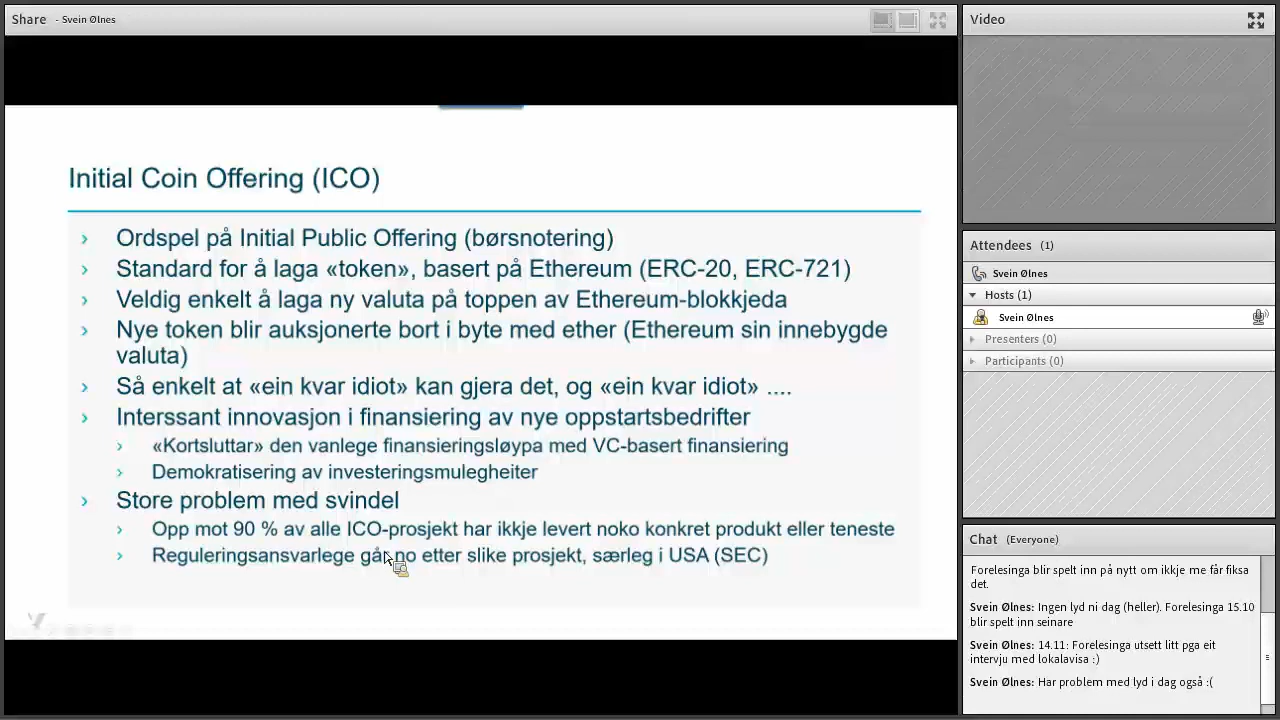 Share - Svein Ølnes
Initial Coin Offering (ICO)
› Ordspel på Initial Public Offering (børsnotering)
› Standard for å laga «token», basert på Ethereum (ERC-20, ERC-721)
› Veldig enkelt å laga ny valuta på toppen av Ethereum-blokkjeda
› Nye token blir auksjonerte bort i byte med ether (Ethereum sin innebygde
valuta)
› Så enkelt at «ein kvar idiot» kan gjera det, og «ein kvar idiot» ....
› Interssant innovasjon i finansiering av nye oppstartsbedrifter
› «Kortsluttar» den vanlege finansieringsløypa med VC-basert finansiering
› Demokratisering av investeringsmulegheiter
› Store problem med svindel
› Opp mot 90 % av alle ICO-prosjekt har ikkje levert noko konkret produkt eller teneste
› Reguleringsansvarlege går no etter slike prosjekt, særleg i USA (SEC)
Video
Attendees (1)
Svein Ølnes
Hosts (1)
Svein Ølnes
Presenters (0)
Participants (0)
Chat (Everyone)
Forelesinga blir spelt inn på nytt om ikkje me får fiksa
det.
Svein Ølnes: Ingen lyd ni dag (heller). Forelesinga 15.10
blir spelt inn seinare
Svein Ølnes: 14.11: Forelesinga utsett litt pga eit
intervju med lokalavisa :)
Svein Ølnes: Har problem med lyd i dag også :(